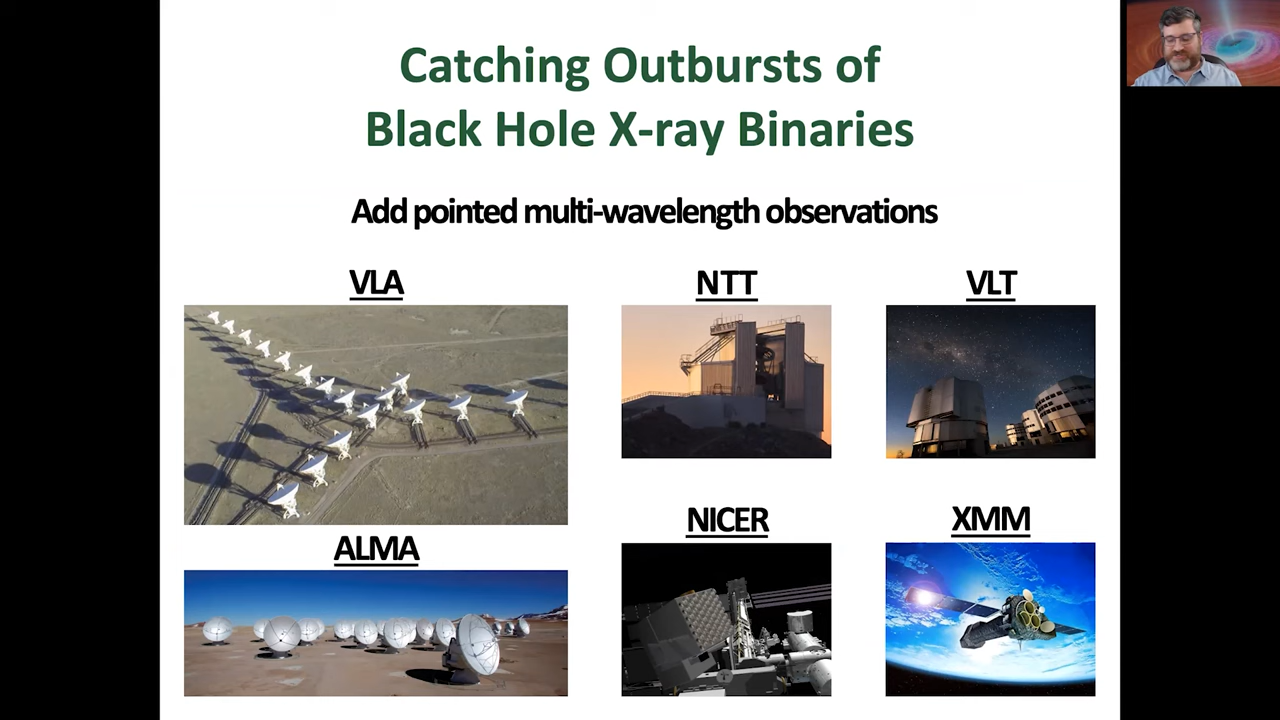 Catching Outbursts of
Black Hole X-ray Binaries
Add pointed multi-wavelength observations
VLA
NTT
VLT
ALMA
NICER
XMM